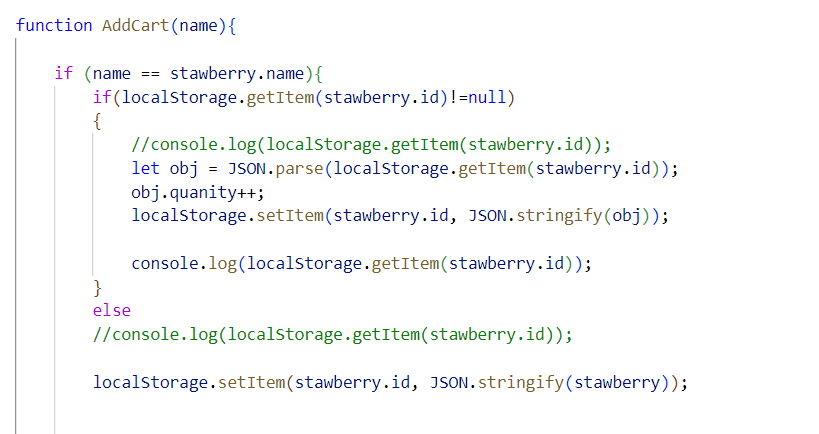 function AddCart(name){
if (name == stawberry.name){
if(localStorage.getItem(stawberry.id)!=null)
{
//console.log(localStorage.getItem(stawberry.id));
let obj = JSON.parse(localStorage.getItem(stawberry.id));
obj.quanity++;
localStorage.setItem(stawberry.id, JSON.stringify(obj));
console.log(localStorage.getItem(stawberry.id));
}
else
//console.log(localStorage.getItem(stawberry.id));
localStorage.setItem(stawberry.id, JSON.stringify(stawberry));